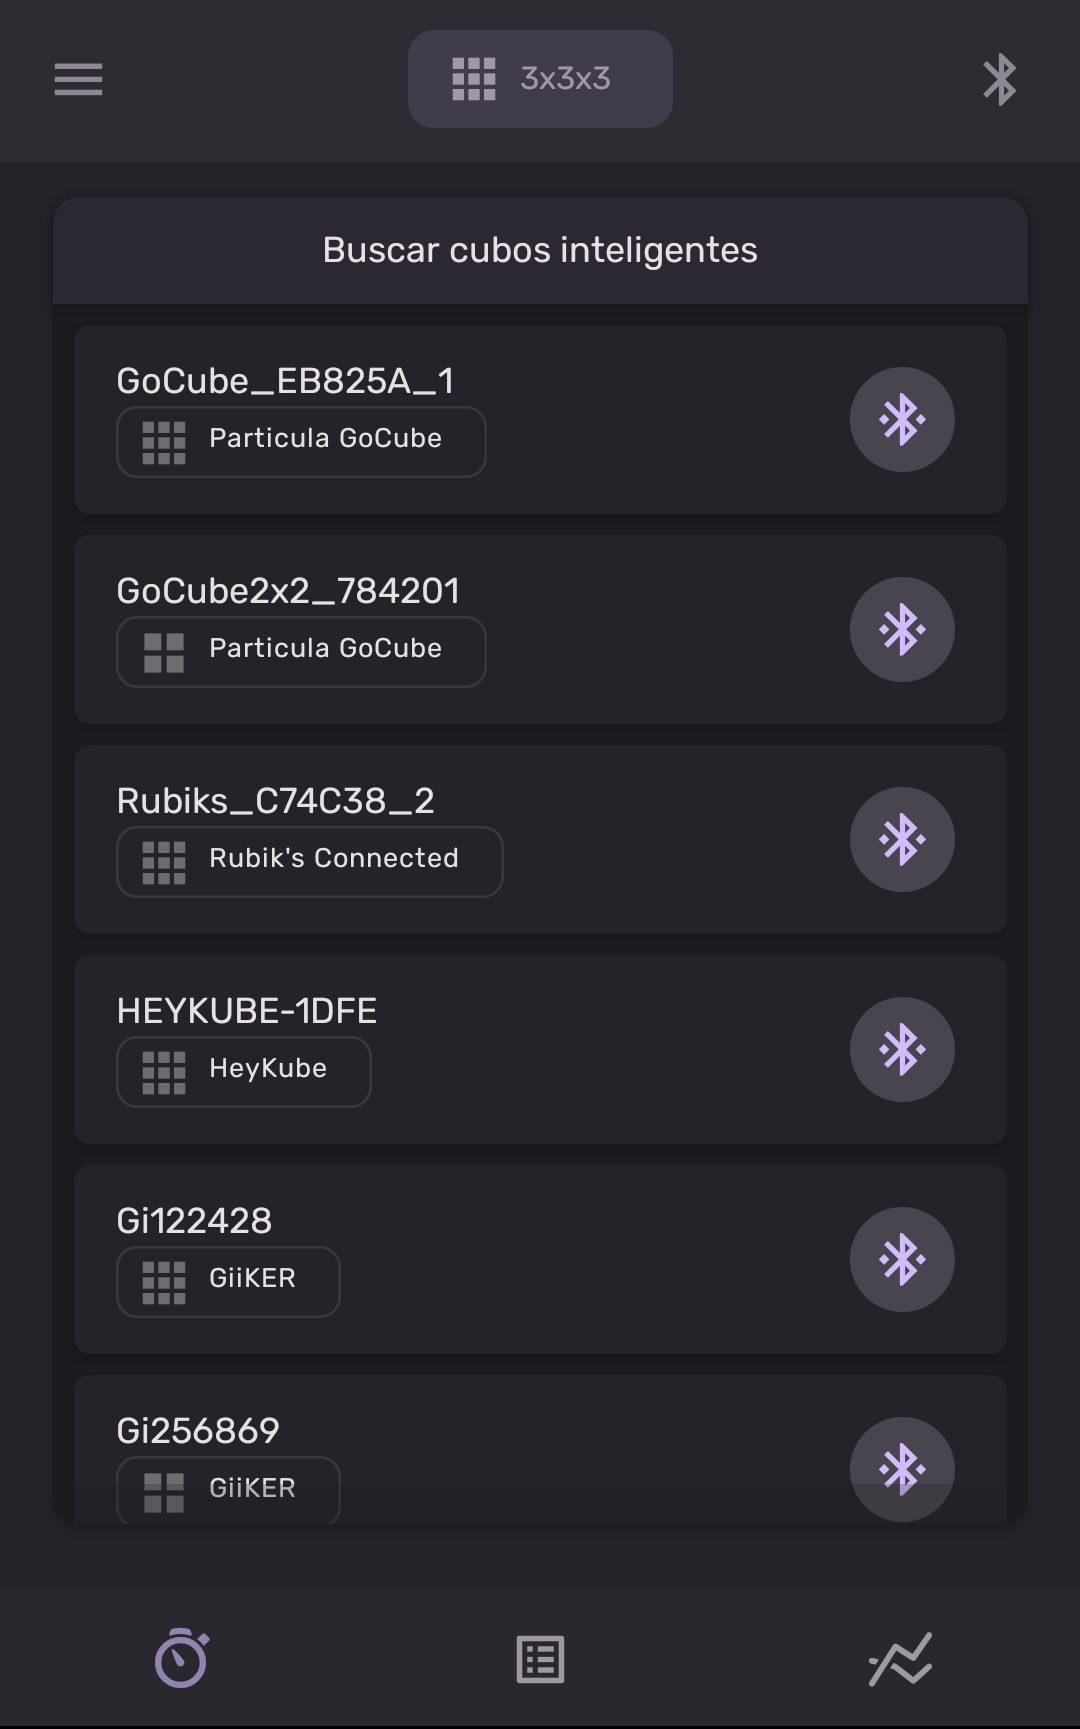 3x3x3
Buscar cubos inteligentes
GoCube_EB825A_1
Particula GoCube
GoCube2x2_784201
Particula GoCube
Rubiks_C74C38_2
Rubik's Connected
HEYKUBE-1DFE
HeyKube
Gi122428
GiiKER
Gi256869
GiiKER